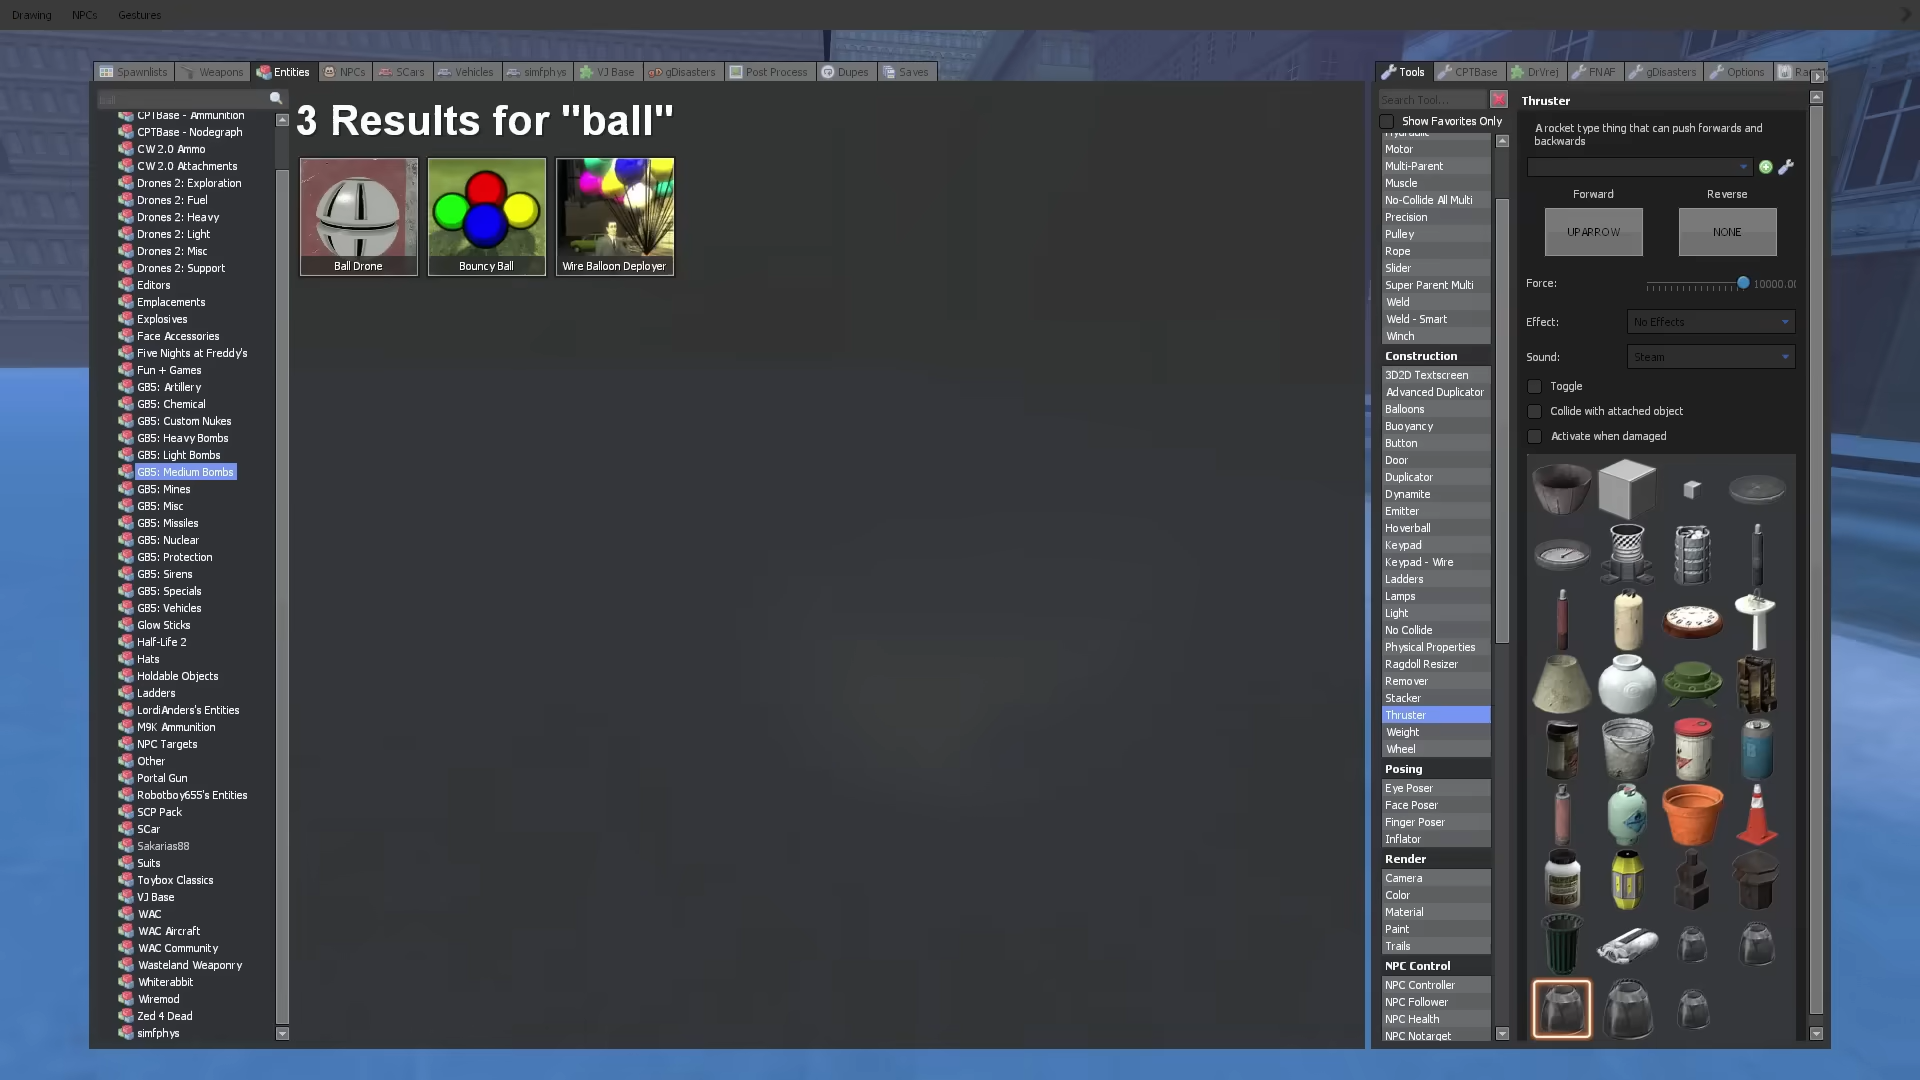 Drawing NPCs Gestures
Spawnlists Weapons Entities NPCs SCars Vehicles simfphys VJ Base gDisasters Post Process Dupes Saves
ball
3 Results for "ball"
CPTBase - Ammunition
CPTBase - Nodegraph
CW 2.0 Ammo
CW 2.0 Attachments
Drones 2: Exploration
Drones 2: Fuel
Drones 2: Heavy
Drones 2: Light
Drones 2: Misc
Drones 2: Support
Editors
Emplacements
Explosives
Face Accessories
Five Nights at Freddy's
Fun + Games
GB5: Artillery
GB5: Chemical
GB5: Custom Nukes
GB5: Heavy Bombs
GB5: Light Bombs
GB5: Medium Bombs
GB5: Mines
GB5: Misc
GB5: Missiles
GB5: Nuclear
GB5: Protection
GB5: Sirens
GB5: Specials
GB5: Vehicles
Glow Sticks
Half-Life 2
Hats
Holdable Objects
Ladders
LordiAnders's Entities
M9K Ammunition
NPC Targets
Other
Portal Gun
Robotboy655's Entities
SCP Pack
SCar
Sakarias88
Suits
Toybox Classics
VJ Base
WAC
WAC Aircraft
WAC Community
Wasteland Weaponry
Whiterabbit
Wiremod
Zed 4 Dead
simfphys
Ball Drone
Bouncy Ball
Wire Balloon Deployer
Tools CPTBase DrVrej FNAF gDisasters Options
Search Tool...
Show Favorites Only
Hydraulic
Motor
Multi-Parent
Muscle
No-Collide All Multi
Precision
Pulley
Rope
Slider
Super Parent Multi
Weld
Weld - Smart
Winch
Construction
3D2D Textscreen
Advanced Duplicator
Balloons
Buoyancy
Button
Door
Duplicator
Dynamite
Emitter
Hoverball
Keypad
Keypad - Wire
Ladders
Lamps
Light
No Collide
Physical Properties
Ragdoll Resizer
Remover
Stacker
Thruster
Weight
Wheel
Posing
Eye Poser
Face Poser
Finger Poser
Inflator
Render
Camera
Color
Material
Paint
Trails
NPC Control
NPC Controller
NPC Follower
NPC Health
NPC Notarget
Thruster
A rocket type thing that can push forwards and
backwards
Forward Reverse
UPARROW NONE
Force: 10000.00
Effect: No Effects
Sound: Steam
Toggle
Collide with attached object
Activate when damaged